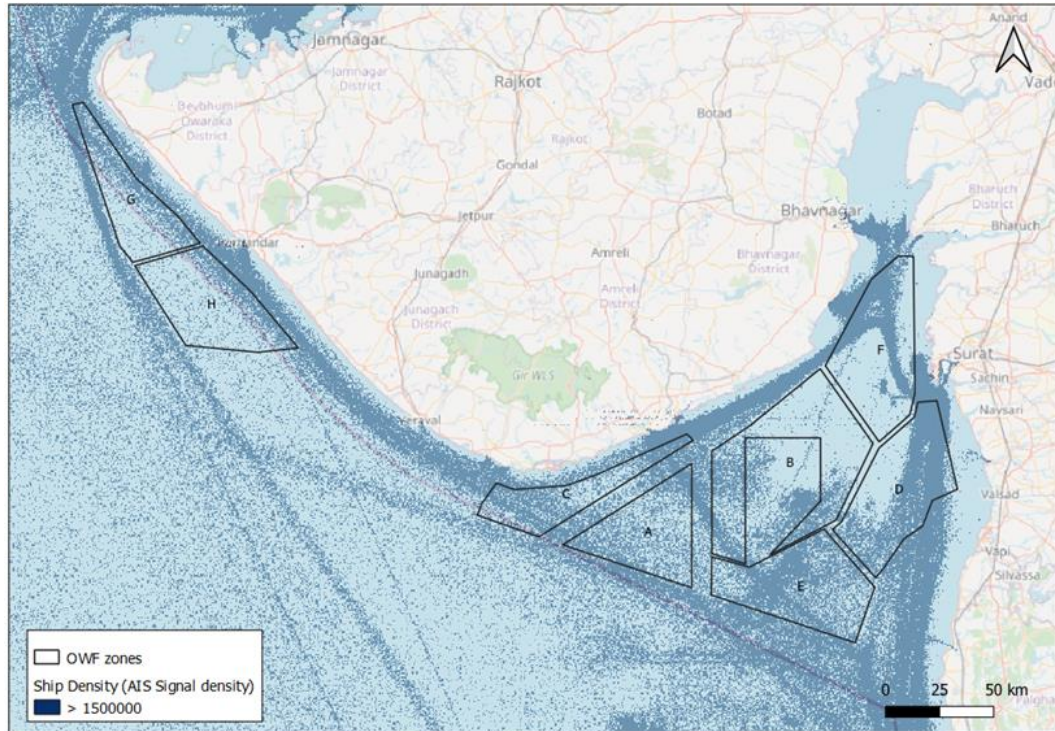 Anand
Jamnagar
Jamnagar
District
Rajkot
Vado
Devbhumi
Dwaraka
District
Botad
Rajkot
Gondal
Bharuch
District
G
Porbandar
Jetpur
Bhavnagar
Bharuch
Amreli
Bhavnagar
District
H
Junagadh
Amreli
District
Junagadh
District
F
Surat
Gir WLS
Sachin
Navsari
Veraval
B
C
D
Valsad
A
Vapi
Silvassa
E
OWF zones
Ship Density (AIS Signal density)
> 1500000
0 25 50 km